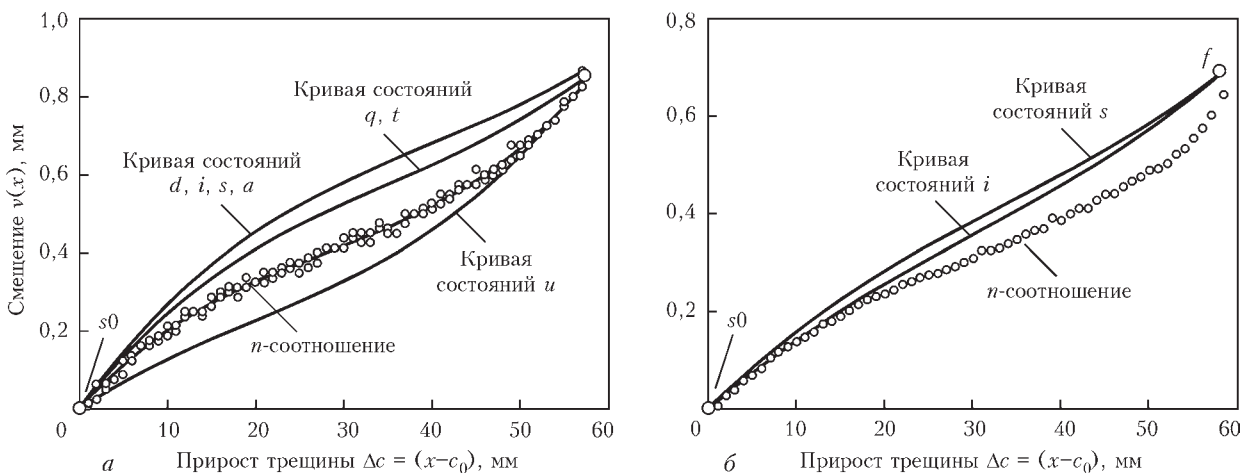 Смещение v(x), мм
1,0
0,8
0,6
0,4
0,2
0
10
20
30
40
50
60
Кривая состояний
q, t
Кривая состояний
d, i, s, a
Кривая
состояний u
s0
n-соотношение
а
Прирост трещины Δc = (x–c₀), мм
0,8
0,6
0,4
0,2
0
10
20
30
40
50
60
f
Кривая
состояний s
Кривая
состояний i
s0
n-соотношение
б
Прирост трещины Δc = (x–c₀), мм